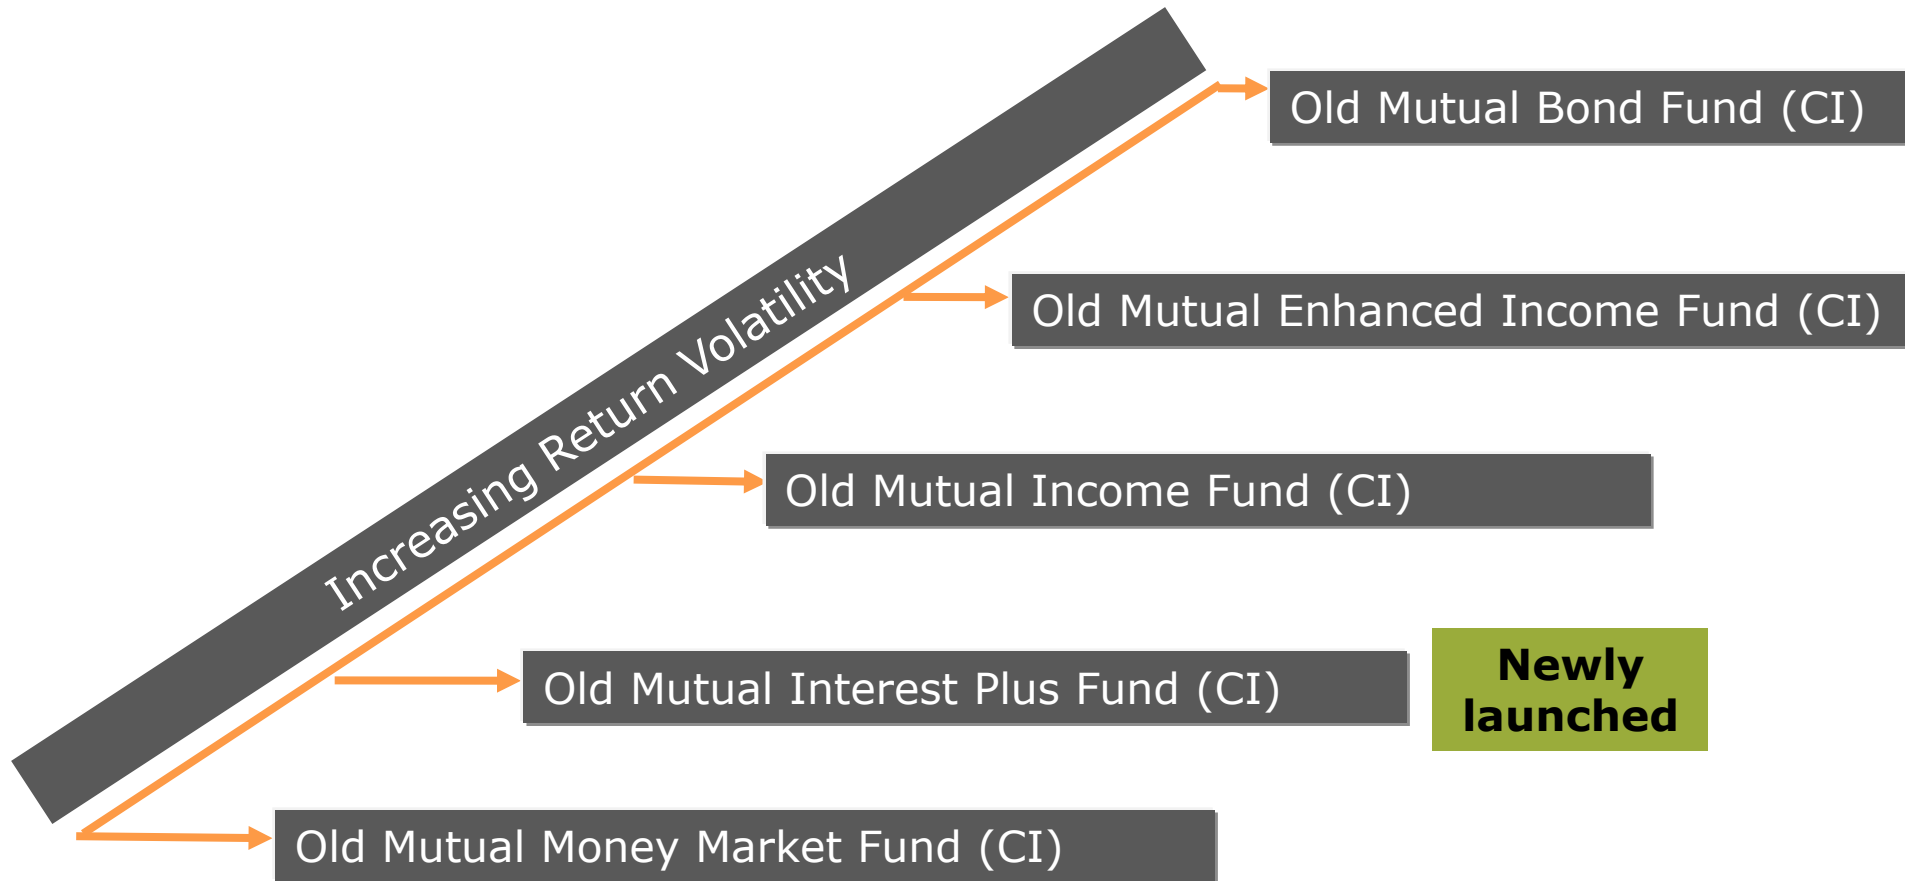 Old Mutual Bond Fund (CI)
Old Mutual Enhanced Income Fund (CI)
Increasing Return Volatility
Old Mutual Income Fund (CI)
Old Mutual Interest Plus Fund (CI)
Newly
launched
Old Mutual Money Market Fund (CI)